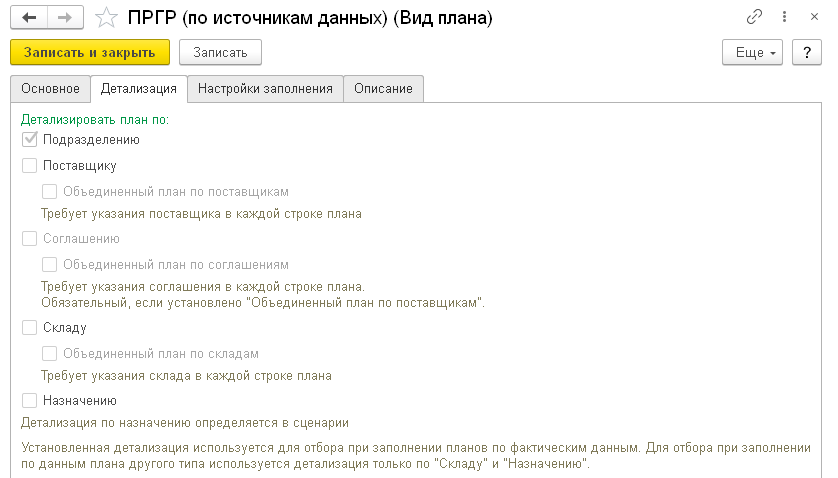 ПРГР (по источникам данных) (Вид плана)
Записать и закрыть
Записать
Еще
?
Основное
Детализация
Настройки заполнения
Описание
Детализировать план по:
Подразделению
Поставщику
Объединенный план по поставщикам
Требует указания поставщика в каждой строке плана
Соглашению
Объединенный план по соглашениям
Требует указания соглашения в каждой строке плана.
Обязательный, если установлено "Объединенный план по поставщикам".
Складу
Объединенный план по складам
Требует указания склада в каждой строке плана
Назначению
Детализация по назначению определяется в сценарии
Установленная детализация используется для отбора при заполнении планов по фактическим данным. Для отбора при заполнении
по данным плана другого типа используется детализация только по "Складу" и "Назначению".